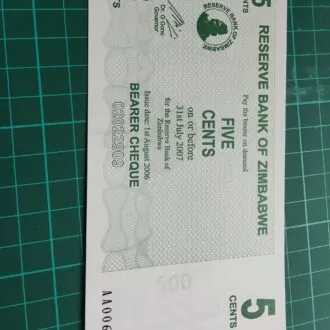 5
CENTS
RESERVE BANK OF ZIMBABWE
RESERVE BANK OF ZIMBABWE
Pay the bearer on demand
FIVE
CENTS
on or before
31st July 2007
for the Reserve Bank of
Zimbabwe
Dr. G Gono
Governor
Issue date: 1st August 2006
BEARER CHEQUE
5
CENTS
AA006